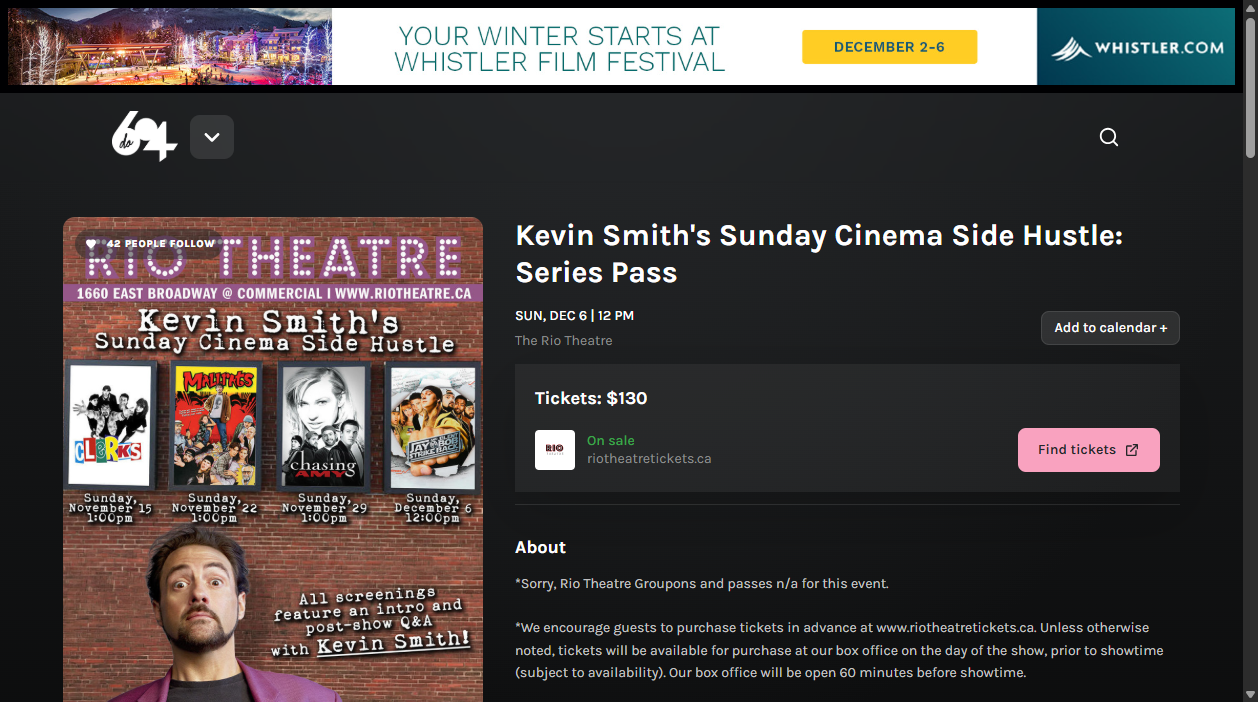 YOUR WINTER STARTS AT
WHISTLER FILM FESTIVAL
DECEMBER 2-6
WHISTLER.COM
do
604
42 PEOPLE FOLLOW
RIO THEATRE
1660 EAST BROADWAY @ COMMERCIAL | WWW.RIOTHEATRE.CA
Kevin Smith's
Sunday Cinema Side Hustle
CLERKS
MALLRATS
chasing
AMY
JAY AND SILENT BOB
STRIKE BACK
Sunday,
November 15
1:00pm
Sunday,
November 22
1:00pm
Sunday,
November 29
1:00pm
Sunday,
December 6
12:00pm
All screenings
feature an intro and
post-show Q&A
with Kevin Smith!
Kevin Smith's Sunday Cinema Side Hustle:
Series Pass
SUN, DEC 6 | 12 PM
The Rio Theatre
Add to calendar +
Tickets: $130
RIO
On sale
riotheatretickets.ca
Find tickets
About
*Sorry, Rio Theatre Groupons and passes n/a for this event.
*We encourage guests to purchase tickets in advance at www.riotheatretickets.ca. Unless otherwise
noted, tickets will be available for purchase at our box office on the day of the show, prior to showtime
(subject to availability). Our box office will be open 60 minutes before showtime.